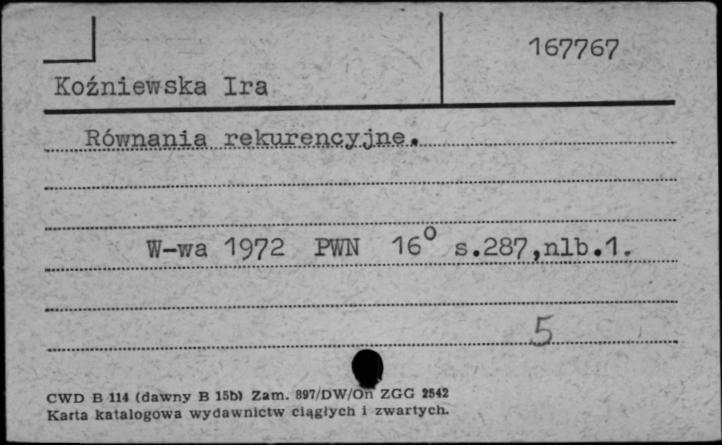 167767
Koźniewska Ira
Równania rekurencyjne.
W-wa 1972 PWN 16⁰ s.287,nlb.1.
5
CWD B 114 (dawny B 15b) Zam. 897/DW/On ZGG 2542
Karta katalogowa wydawnictw ciągłych i zwartych.